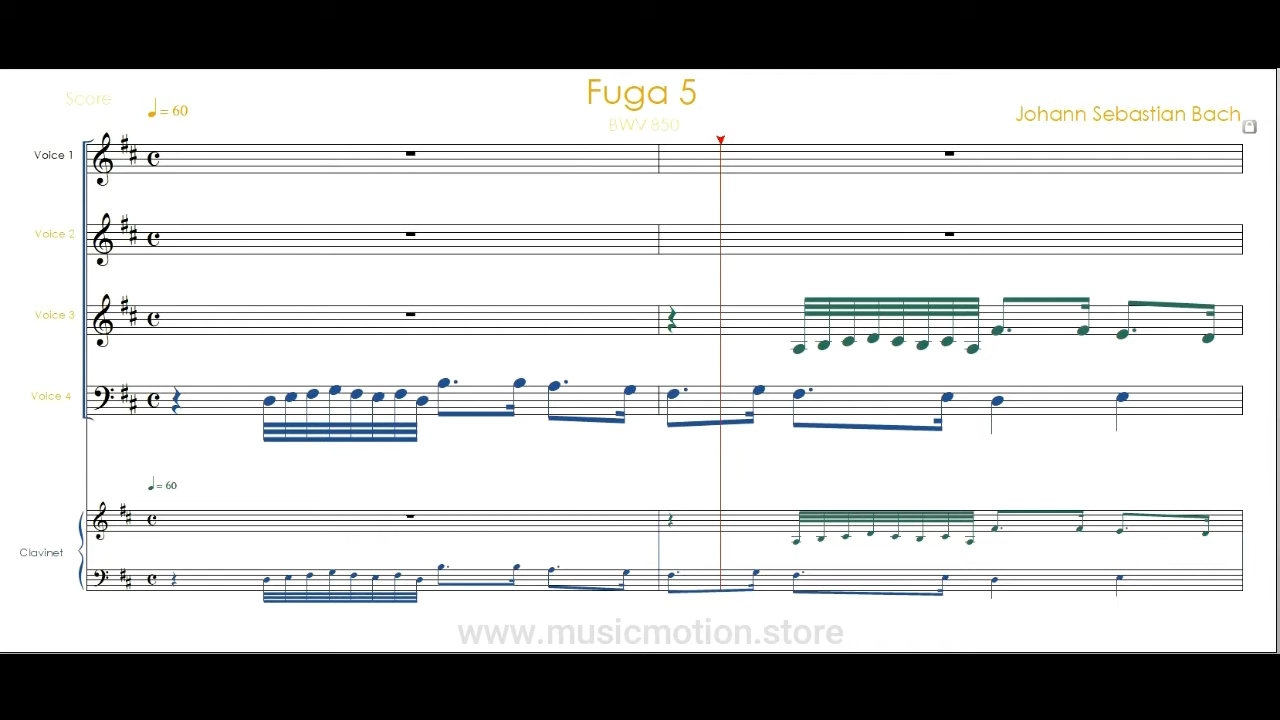 Fuga 5
Score
♩= 60
BWV 850
Johann Sebastian Bach
Voice 1
Voice 2
Voice 3
Voice 4
♩= 60
Clavinet
www.musicmotion.store